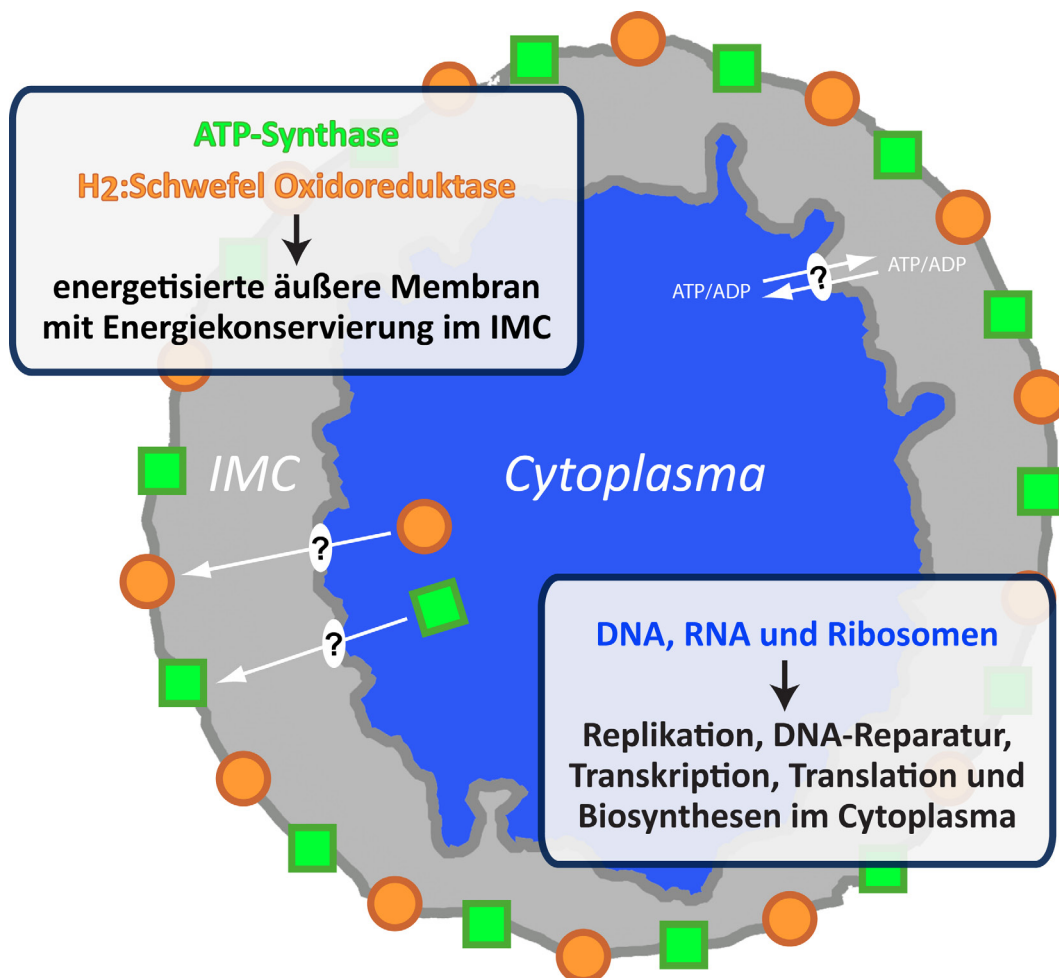 ATP-Synthase
H2:Schwefel Oxidoreduktase
energetisierte äußere Membran
mit Energiekonservierung im IMC
?
ATP/ADP
ATP/ADP
IMC
Cytoplasma
?
?
DNA, RNA und Ribosomen
Replikation, DNA-Reparatur,
Transkription, Translation und
Biosynthesen im Cytoplasma